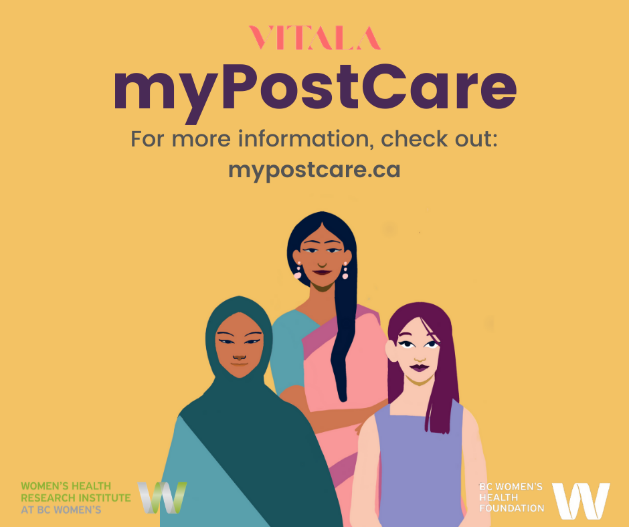 VITALA
myPostCare
For more information, check out:
mypostcare.ca
WOMEN'S HEALTH
RESEARCH INSTITUTE
AT BC WOMEN'S
W
BC WOMEN'S
HEALTH
FOUNDATION
W